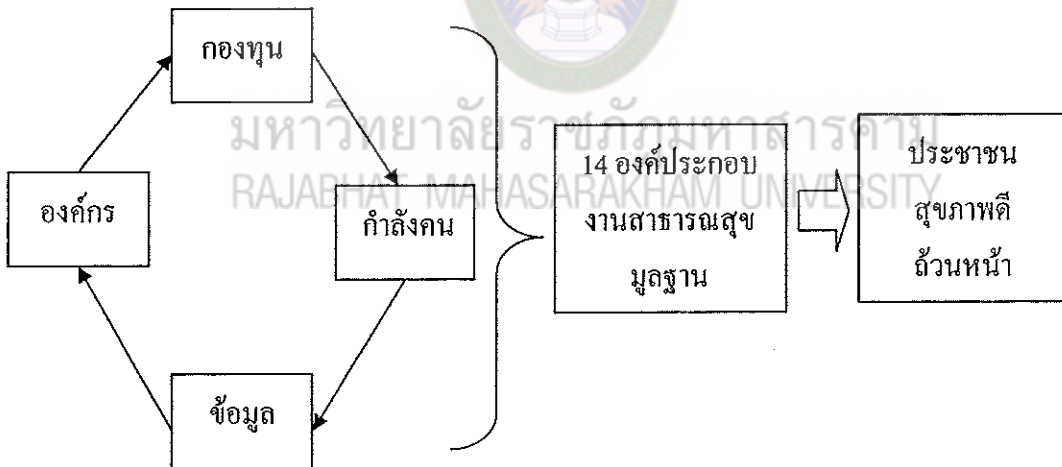 กองทุน
มหาวิทยาลัยราชภัฏมหาสารคาม
RAJABHAT MAHASARAKHAM UNIVERSITY
องค์กร
กำลังคน
14 องค์ประกอบ
งานสาธารณสุข
มูลฐาน
ประชาชน
สุขภาพดี
ถ้วนหน้า
ข้อมูล